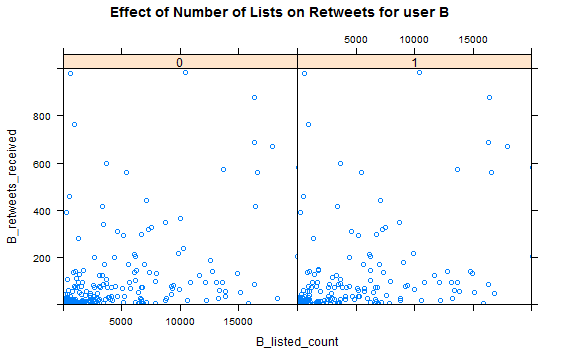 Effect of Number of Lists on Retweets for user B
5000 10000 15000
0 1
B_retweets_received
800
600
400
200
5000 10000 15000
B_listed_count